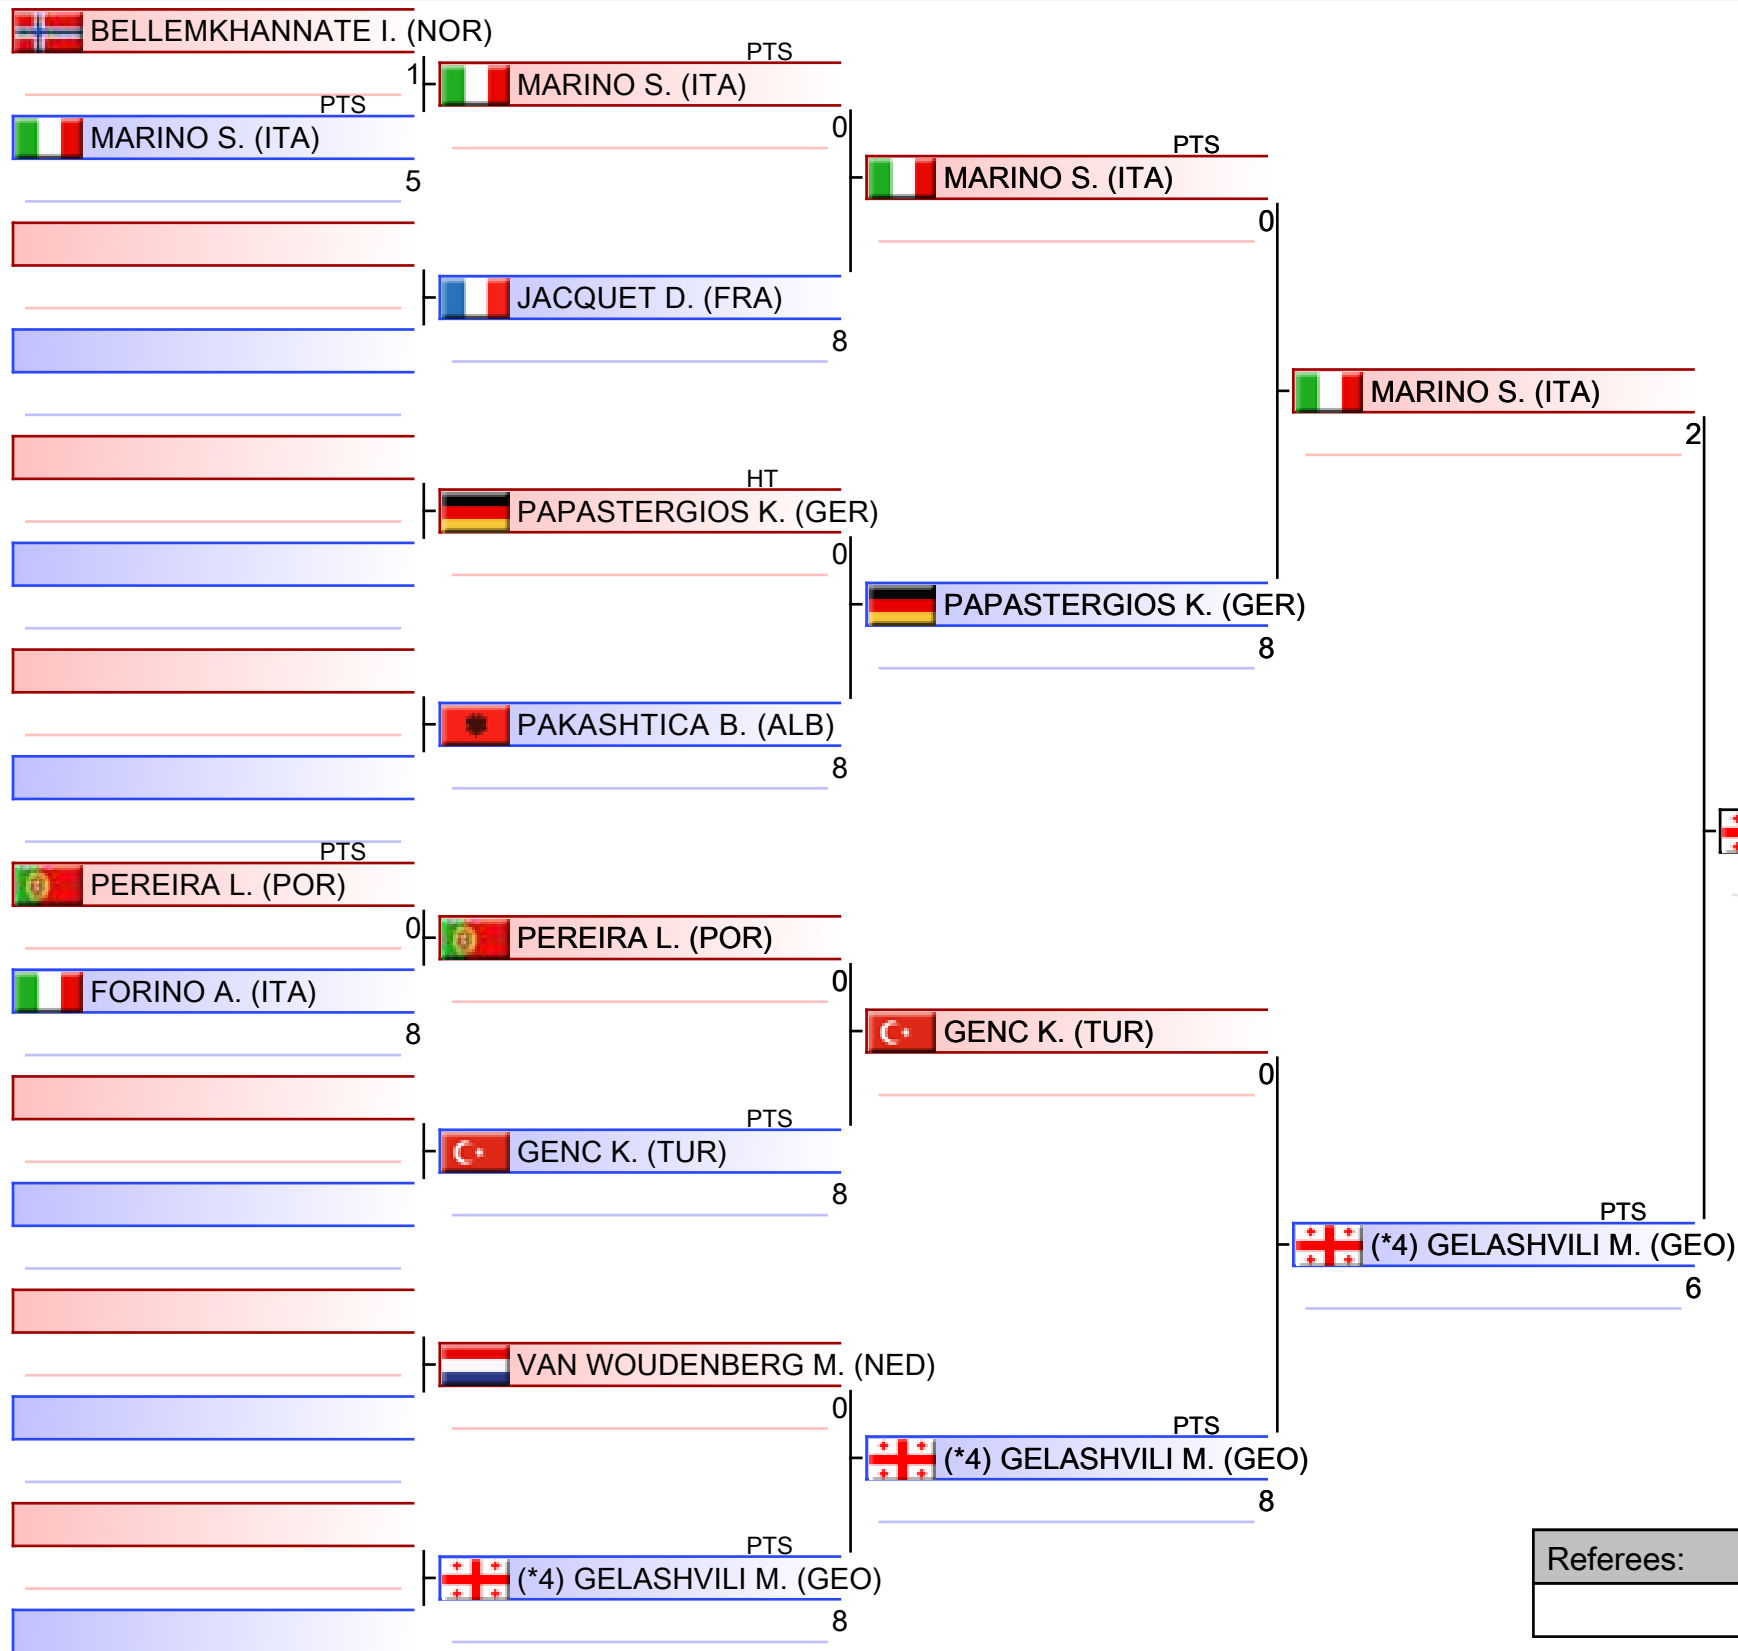 BELLEMKHANNATE I. (NOR)
1
PTS
MARINO S. (ITA)
5
PTS
MARINO S. (ITA)
0
JACQUET D. (FRA)
8
PTS
MARINO S. (ITA)
0
HT
PAPASTERGIOS K. (GER)
0
PAKASHTICA B. (ALB)
8
PAPASTERGIOS K. (GER)
8
MARINO S. (ITA)
2
PTS
PEREIRA L. (POR)
0
FORINO A. (ITA)
8
PEREIRA L. (POR)
0
PTS
GENC K. (TUR)
8
GENC K. (TUR)
0
VAN WOUDENBERG M. (NED)
0
PTS
(*4) GELASHVILI M. (GEO)
8
PTS
(*4) GELASHVILI M. (GEO)
8
PTS
(*4) GELASHVILI M. (GEO)
6
Referees: